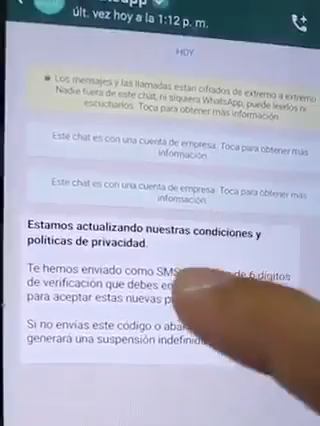 últ. vez hoy a la 1:12 p. m.
HOY
Los mensajes y las llamadas están cifrados de extremo a extremo.
Nadie fuera de este chat, ni siquiera WhatsApp, puede leerlos ni
escucharlos. Toca para obtener más información.
Este chat es con una cuenta de empresa. Toca para obtener más
información.
Este chat es con una cuenta de empresa. Toca para obtener más
información.
Estamos actualizando nuestras condiciones y
políticas de privacidad.
Te hemos enviado como SMS de 6 dígitos
de verificación que debes
para aceptar estas nuevas
Si no envías este código o
generará una suspensión